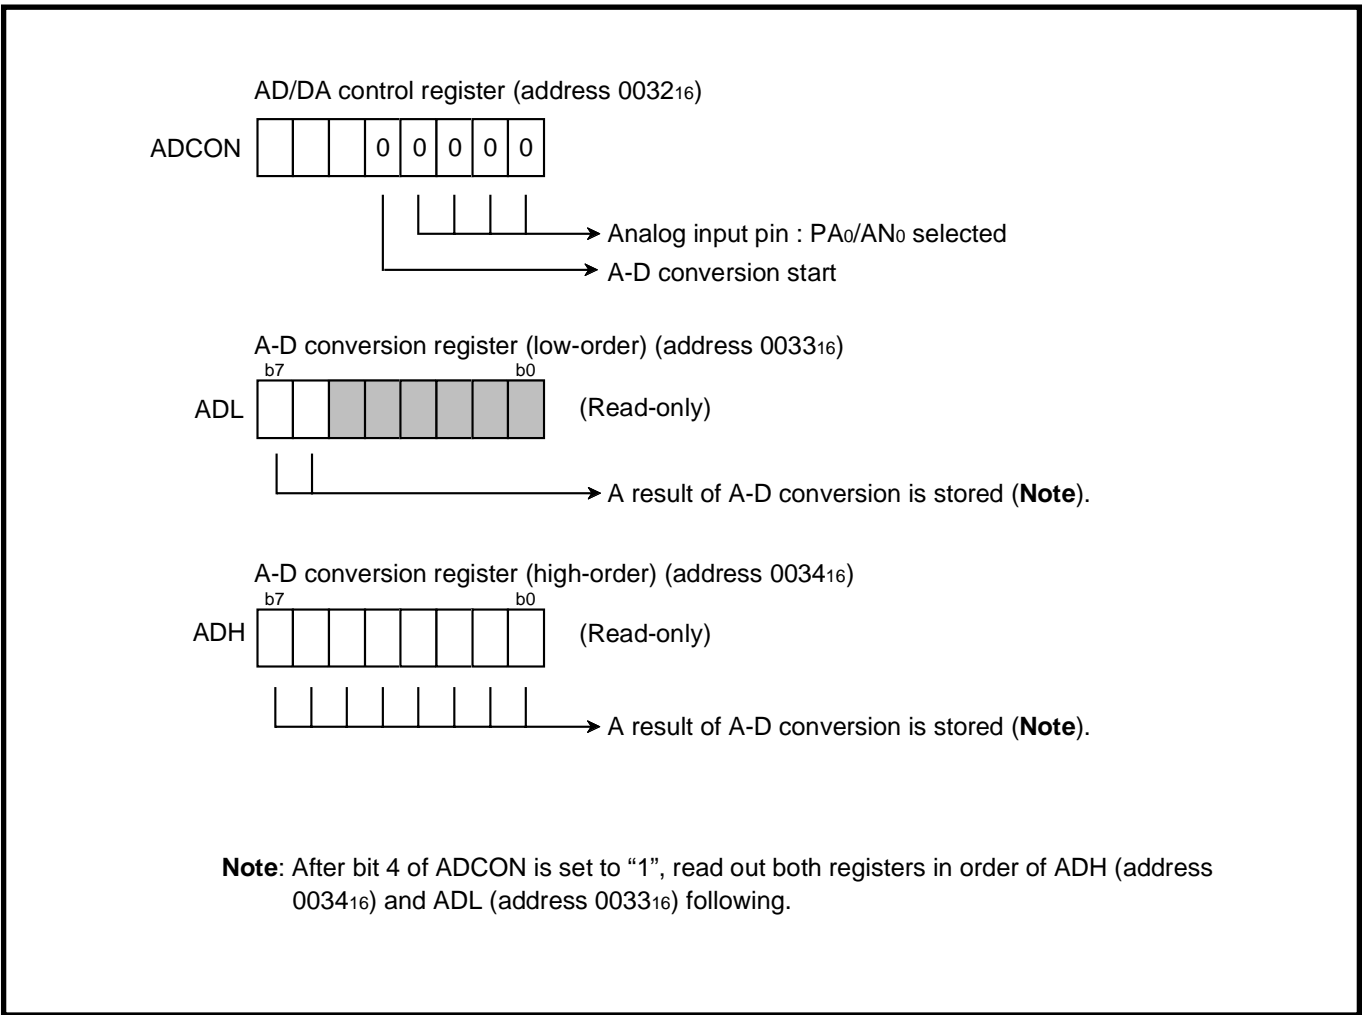 AD/DA control register (address 0032₁₆)
ADCON 0 0 0 0 0
Analog input pin : PA₀/AN₀ selected
A-D conversion start
A-D conversion register (low-order) (address 0033₁₆)
b7 b0
ADL (Read-only)
A result of A-D conversion is stored (Note).
A-D conversion register (high-order) (address 0034₁₆)
b7 b0
ADH (Read-only)
A result of A-D conversion is stored (Note).
Note: After bit 4 of ADCON is set to “1”, read out both registers in order of ADH (address
0034₁₆) and ADL (address 0033₁₆) following.